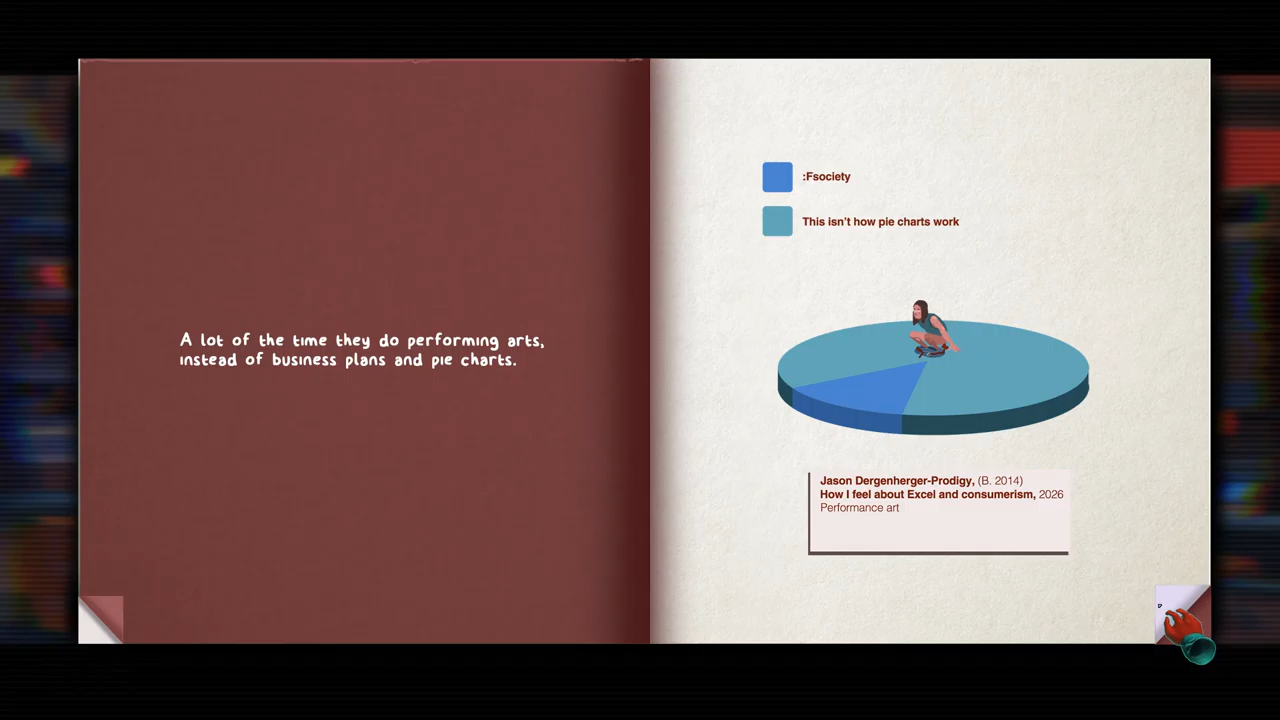 A lot of the time they do performing arts,
instead of business plans and pie charts.
:Fsociety
This isn't how pie charts work
Jason Dergenherger-Prodigy, (B. 2014)
How I feel about Excel and consumerism, 2026
Performance art